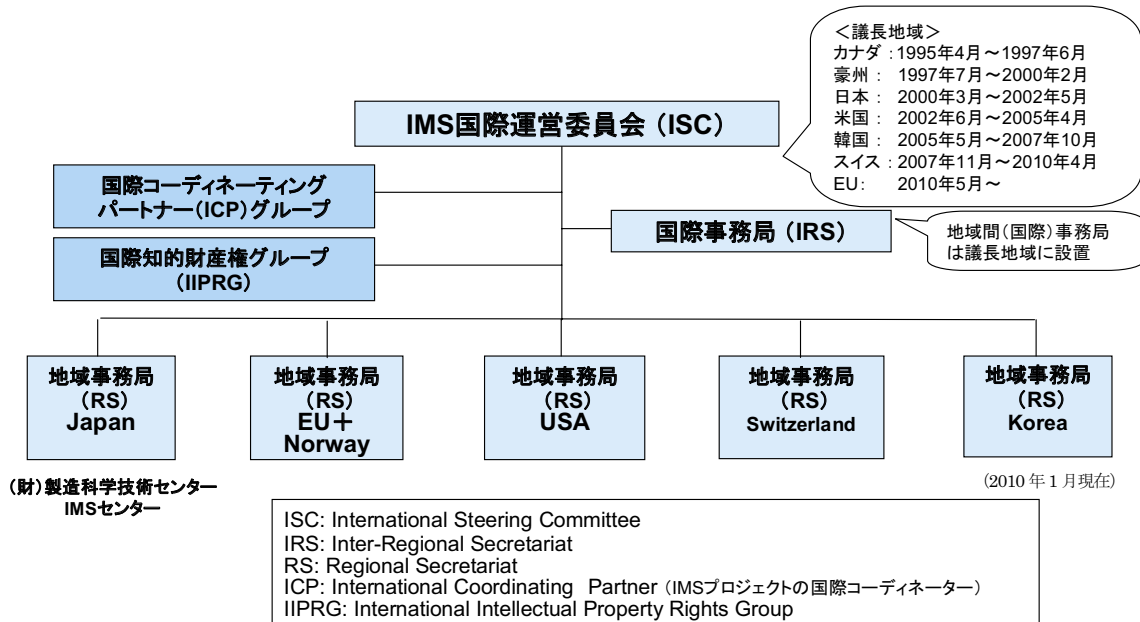 ＜議長地域＞
カナダ：1995年4月～1997年6月
豪州： 1997年7月～2000年2月
日本： 2000年3月～2002年5月
米国： 2002年6月～2005年4月
韓国： 2005年5月～2007年10月
スイス：2007年11月～2010年4月
EU： 2010年5月～
IMS国際運営委員会（ISC）
国際コーディネーティング
パートナー（ICP）グループ
国際事務局（IRS）
地域間（国際）事務局
は議長地域に設置
国際知的財産権グループ
（IIPRG）
地域事務局
（RS）
Japan
地域事務局
（RS）
EU＋
Norway
地域事務局
（RS）
USA
地域事務局
（RS）
Switzerland
地域事務局
（RS）
Korea
（財）製造科学技術センター
IMSセンター
（2010 年 1 月現在）
ISC: International Steering Committee
IRS: Inter-Regional Secretariat
RS: Regional Secretariat
ICP: International Coordinating Partner （IMSプロジェクトの国際コーディネーター）
IIPRG: International Intellectual Property Rights Group